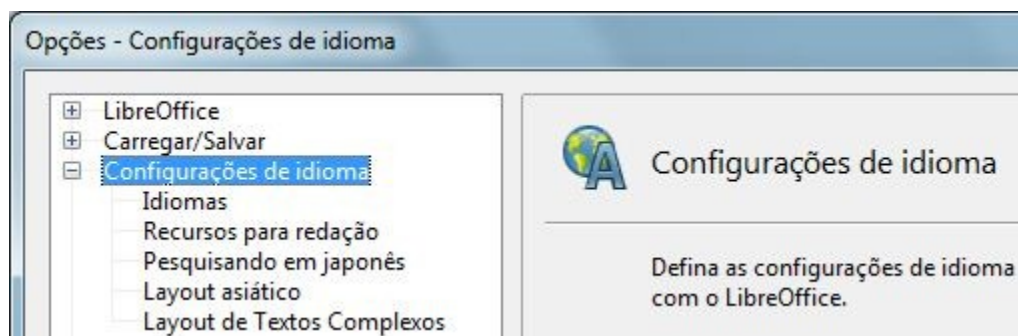 Opções - Configurações de idioma
LibreOffice
Carregar/Salvar
Configurações de idioma
Idiomas
Recursos para redação
Pesquisando em japonês
Layout asiático
Layout de Textos Complexos
Configurações de idioma
Defina as configurações de idioma
com o LibreOffice.